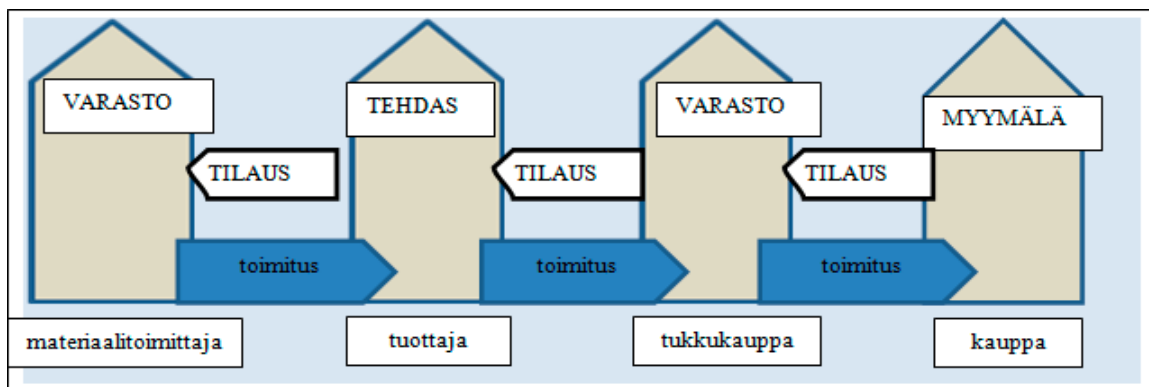 VARASTO
TEHDAS
VARASTO
MYYMÄLÄ
TILAUS
TILAUS
TILAUS
toimitus
toimitus
toimitus
materiaalitoimittaja
tuottaja
tukkukauppa
kauppa